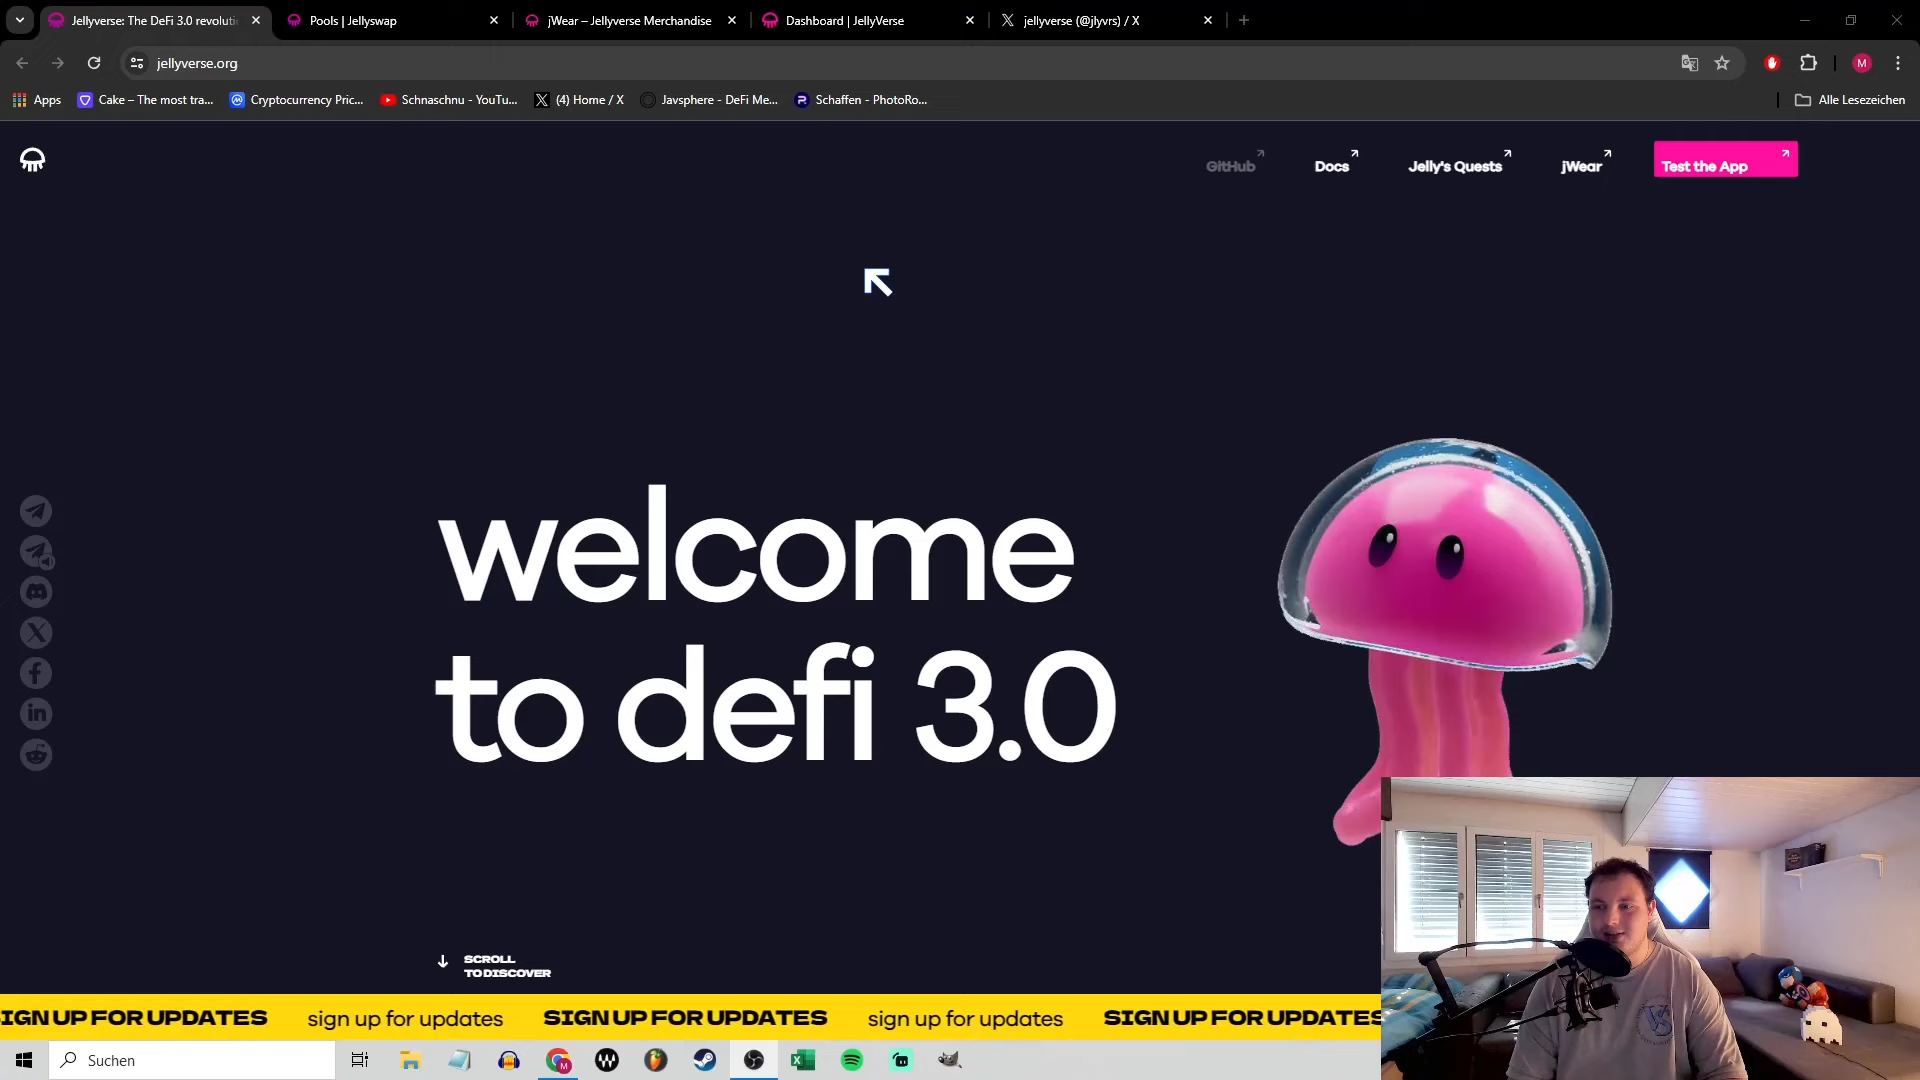 Jellyverse: The DeFi 3.0 revoluti
Pools | Jellyswap
jWear – Jellyverse Merchandise
Dashboard | JellyVerse
jellyverse (@jlyvrs) / X
jellyverse.org
M
Apps
Cake – The most tra...
Cryptocurrency Pric...
Schnaschnu - YouTu...
(4) Home / X
Javsphere - DeFi Me...
Schaffen - PhotoRo...
Alle Lesezeichen
GitHub
Docs
Jelly's Quests
jWear
Test the App
welcome
to defi 3.0
SCROLL
TO DISCOVER
IGN UP FOR UPDATES sign up for updates SIGN UP FOR UPDATES sign up for updates SIGN UP FOR UPDATES
Suchen